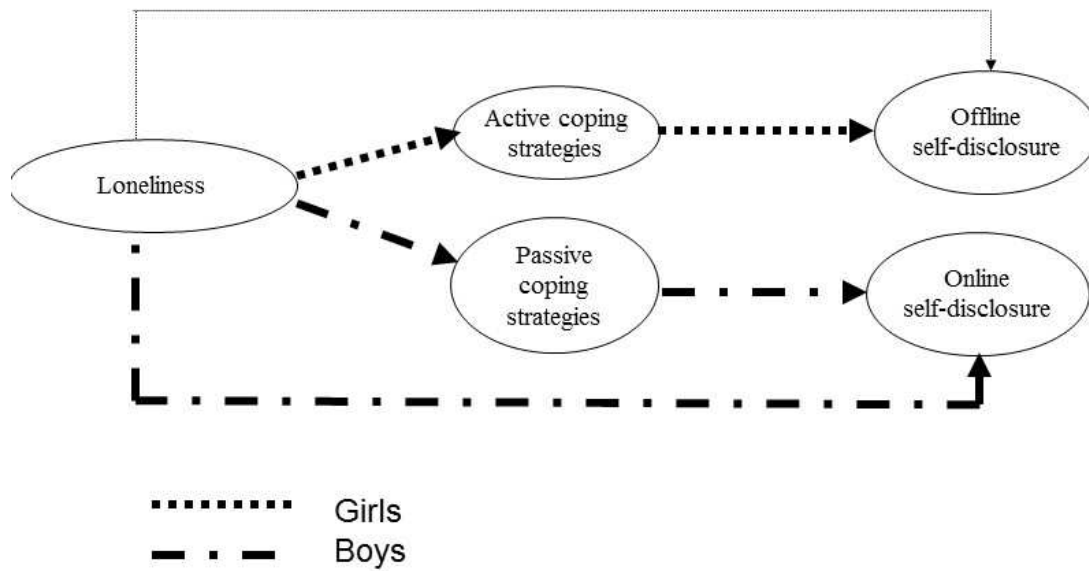 Loneliness
Active coping
strategies
Offline
self-disclosure
Passive
coping
strategies
Online
self-disclosure
Girls
Boys